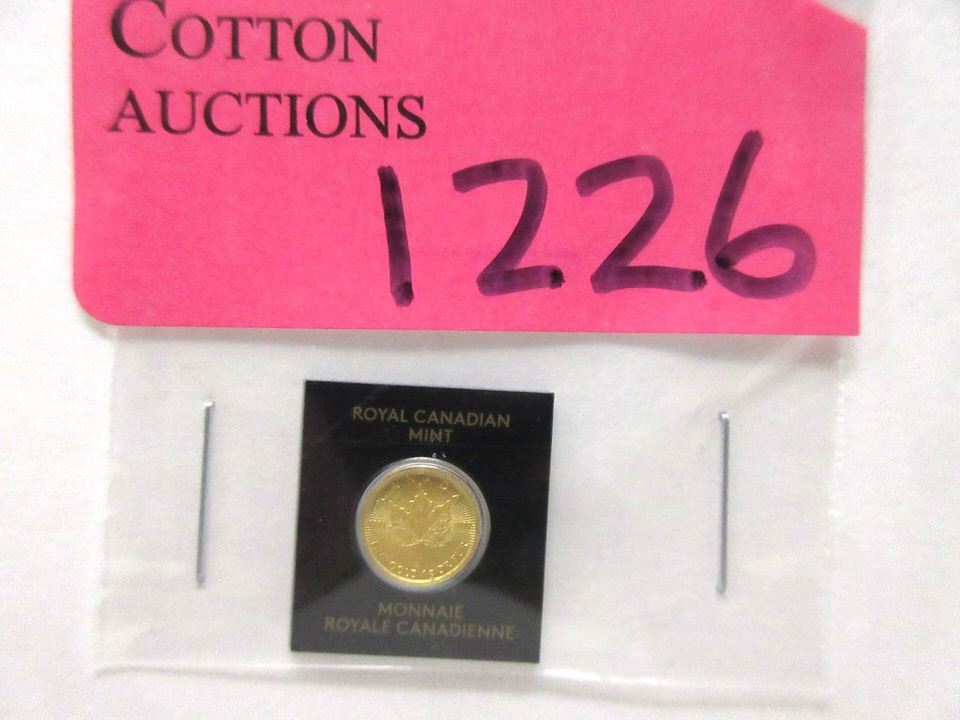 COTTON
AUCTIONS
1226
ROYAL CANADIAN
MINT
MONNAIE
ROYALE CANADIENNE